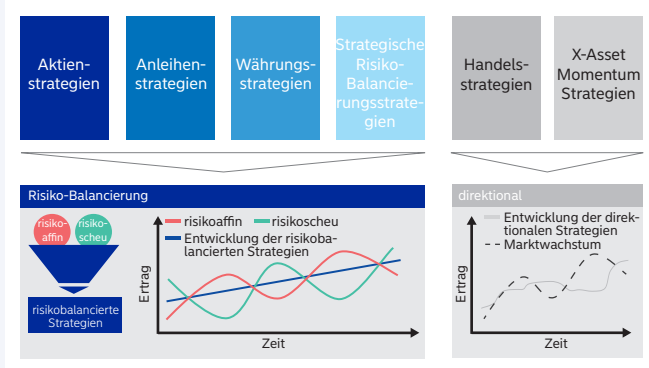 Aktien-
strategien
Anleihen-
strategien
Währungs-
strategien
Strategische
Risiko-
Balancie-
rungsstrate-
gien
Handels-
strategien
X-Asset
Momentum
Strategien
Risiko-Balancierung
risiko-
affin
risiko-
scheu
risikobalancierte
Strategien
risikoaffin
risikoscheu
Entwicklung der risikoba-
lancierten Strategien
Ertrag
Zeit
direktional
Entwicklung der direk-
tionalen Strategien
Marktwachstum
Ertrag
Zeit